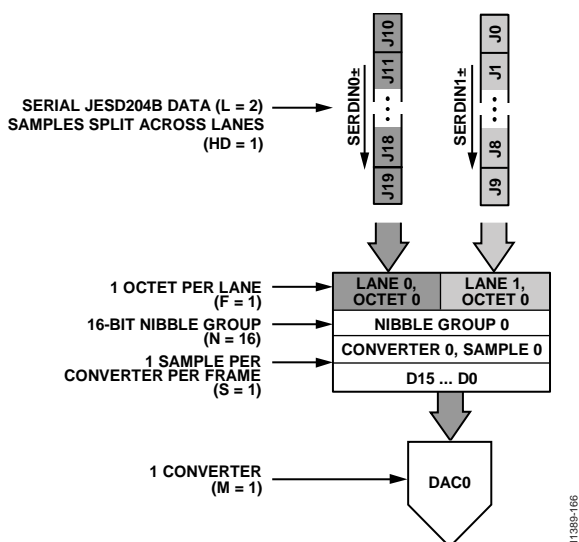 J10
J11
J18
J19
SERDIN0±
J0
J1
J8
J9
SERDIN1±
SERIAL JESD204B DATA (L = 2)
SAMPLES SPLIT ACROSS LANES
(HD = 1)
1 OCTET PER LANE
(F = 1)
LANE 0,
OCTET 0
LANE 1,
OCTET 0
16-BIT NIBBLE GROUP
(N = 16)
NIBBLE GROUP 0
1 SAMPLE PER
CONVERTER PER FRAME
(S = 1)
CONVERTER 0, SAMPLE 0
D15 ... D0
1 CONVERTER
(M = 1)
DAC0
11389-166